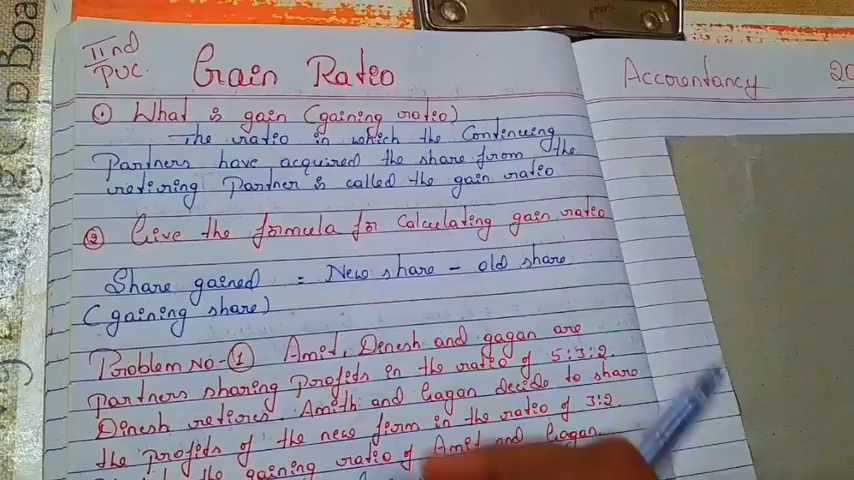 IInd
PUC.
Gain Ratio
① What is gain (gaining ratio)
The ratio in which the Continuing
Partners have acquired the share from the
retiring Partner is called the gain ratio
② Give the formula for Calculating gain ratio
Share gained = New share - old share
(gaining share)
Problem NO-① Amit, Dinesh and gagan are
Partners sharing Profits in the ratio of 5:3:2.
Dinesh retires. Amith and Gagan decide to share
the profits of the new firm in the ratio of 3:2
the gaining ratio of Amit and Gagan
Accountancy 20
Clip Boa